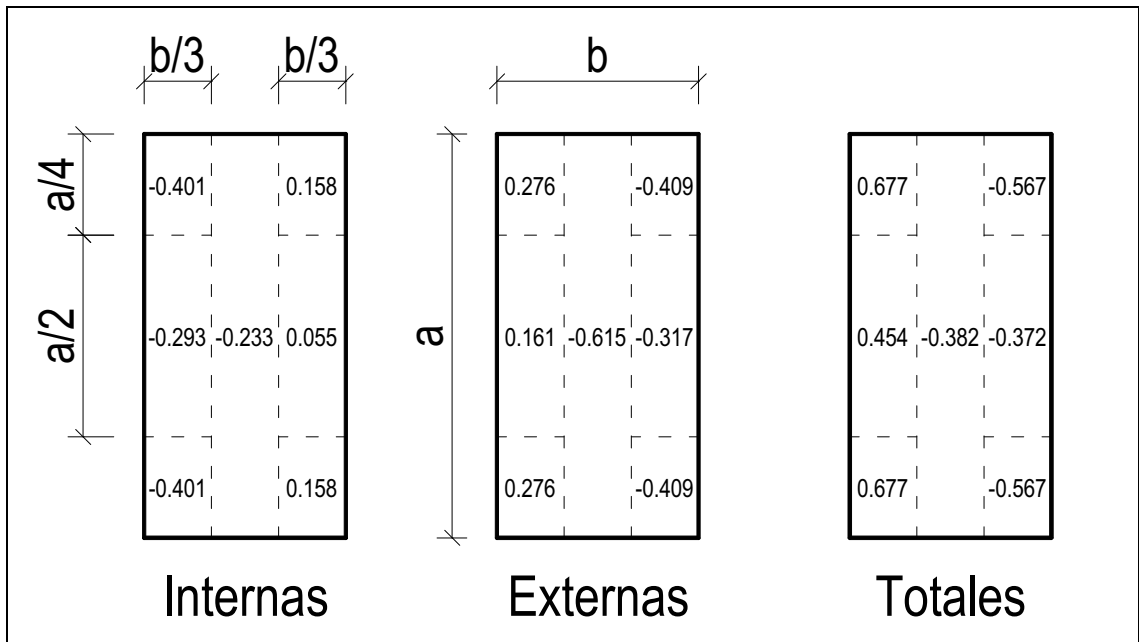 b/3 b/3 b
a/4 -0.401 0.158 0.276 -0.409 0.677 -0.567
a/2 -0.293 -0.233 0.055 a 0.161 -0.615 -0.317 0.454 -0.382 -0.372
-0.401 0.158 0.276 -0.409 0.677 -0.567
Internas Externas Totales